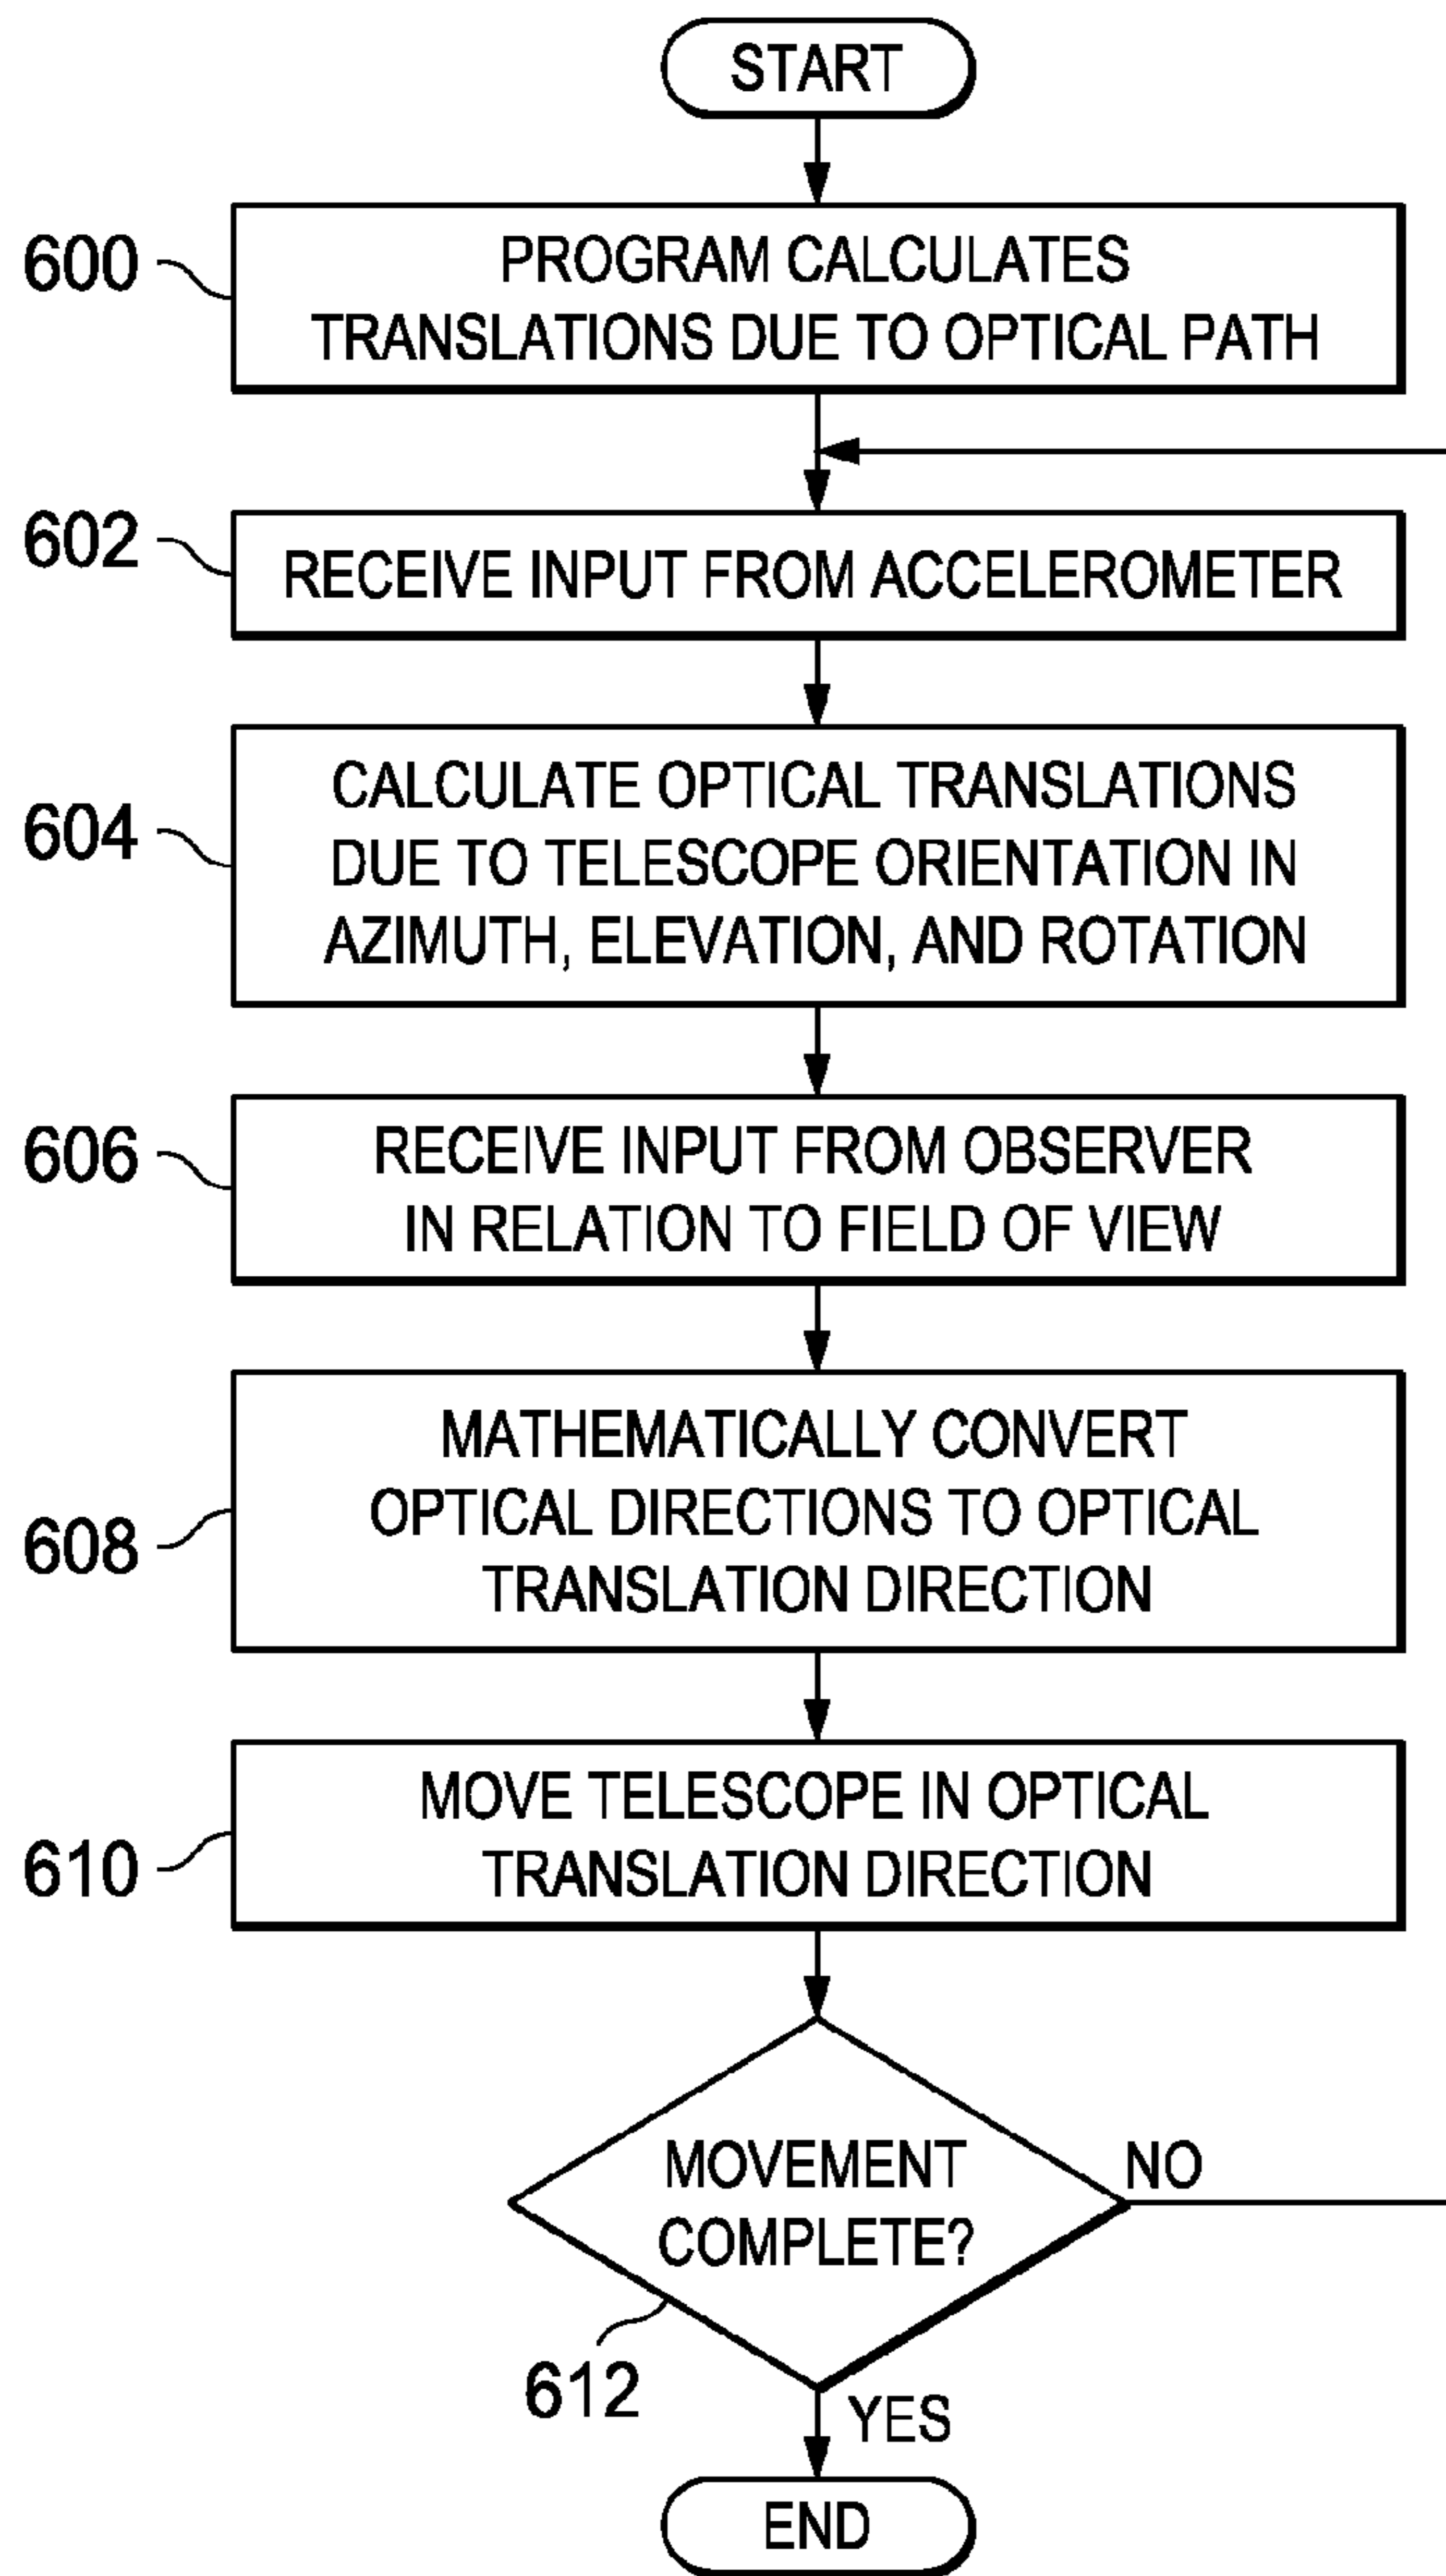 START
600
PROGRAM CALCULATES
TRANSLATIONS DUE TO OPTICAL PATH
602
RECEIVE INPUT FROM ACCELEROMETER
604
CALCULATE OPTICAL TRANSLATIONS
DUE TO TELESCOPE ORIENTATION IN
AZIMUTH, ELEVATION, AND ROTATION
606
RECEIVE INPUT FROM OBSERVER
IN RELATION TO FIELD OF VIEW
608
MATHEMATICALLY CONVERT
OPTICAL DIRECTIONS TO OPTICAL
TRANSLATION DIRECTION
610
MOVE TELESCOPE IN OPTICAL
TRANSLATION DIRECTION
MOVEMENT
COMPLETE?
NO
612
YES
END